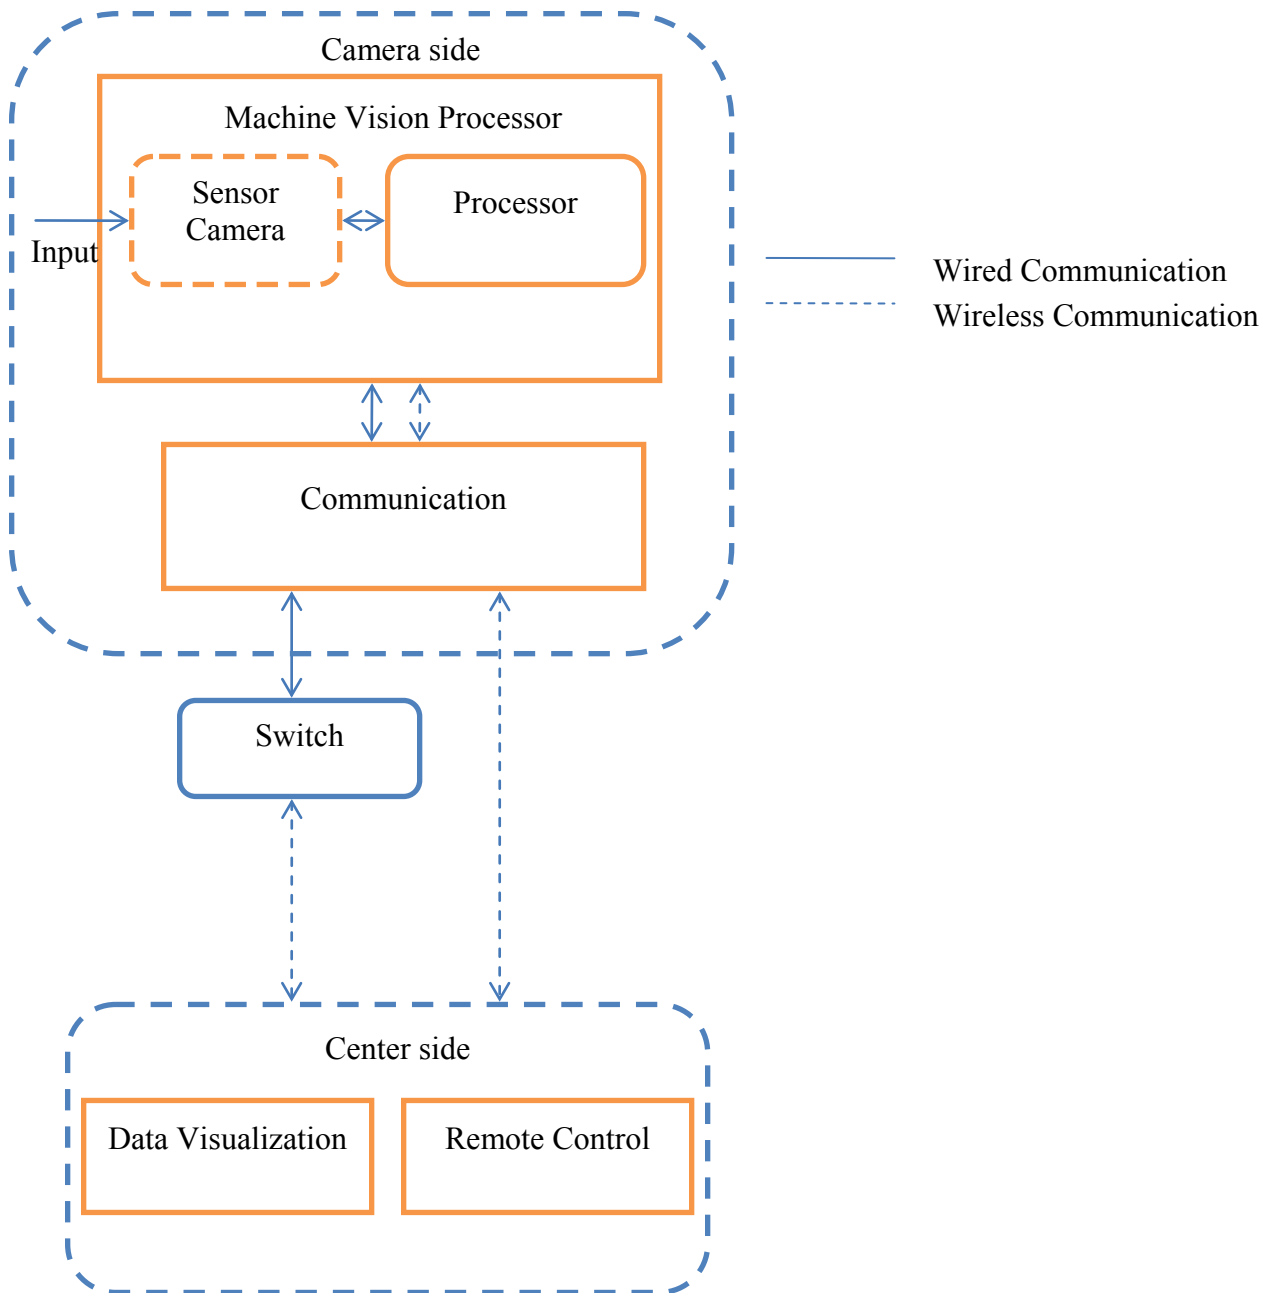 Camera side
Machine Vision Processor
Sensor
Camera
Processor
Input
Wired Communication
Wireless Communication
Communication
Switch
Center side
Data Visualization
Remote Control